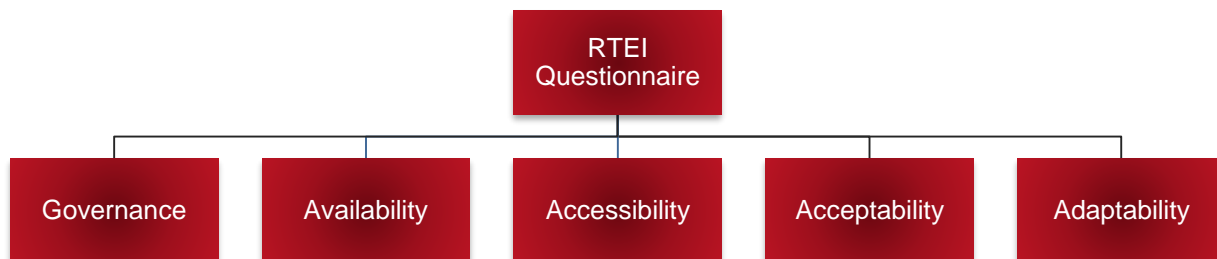 RTEI
Questionnaire
Governance
Availability
Accessibility
Acceptability
Adaptability